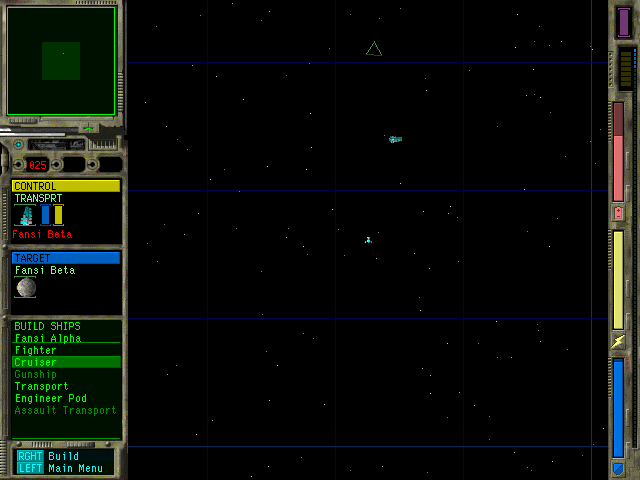 025
CONTROL
TRANSPRT
Fansi Beta
TARGET
Fansi Beta
BUILD SHIPS
Fansi Alpha
Fighter
Cruiser
Gunship
Transport
Engineer Pod
Assault Transport
RGHT Build
LEFT Main Menu